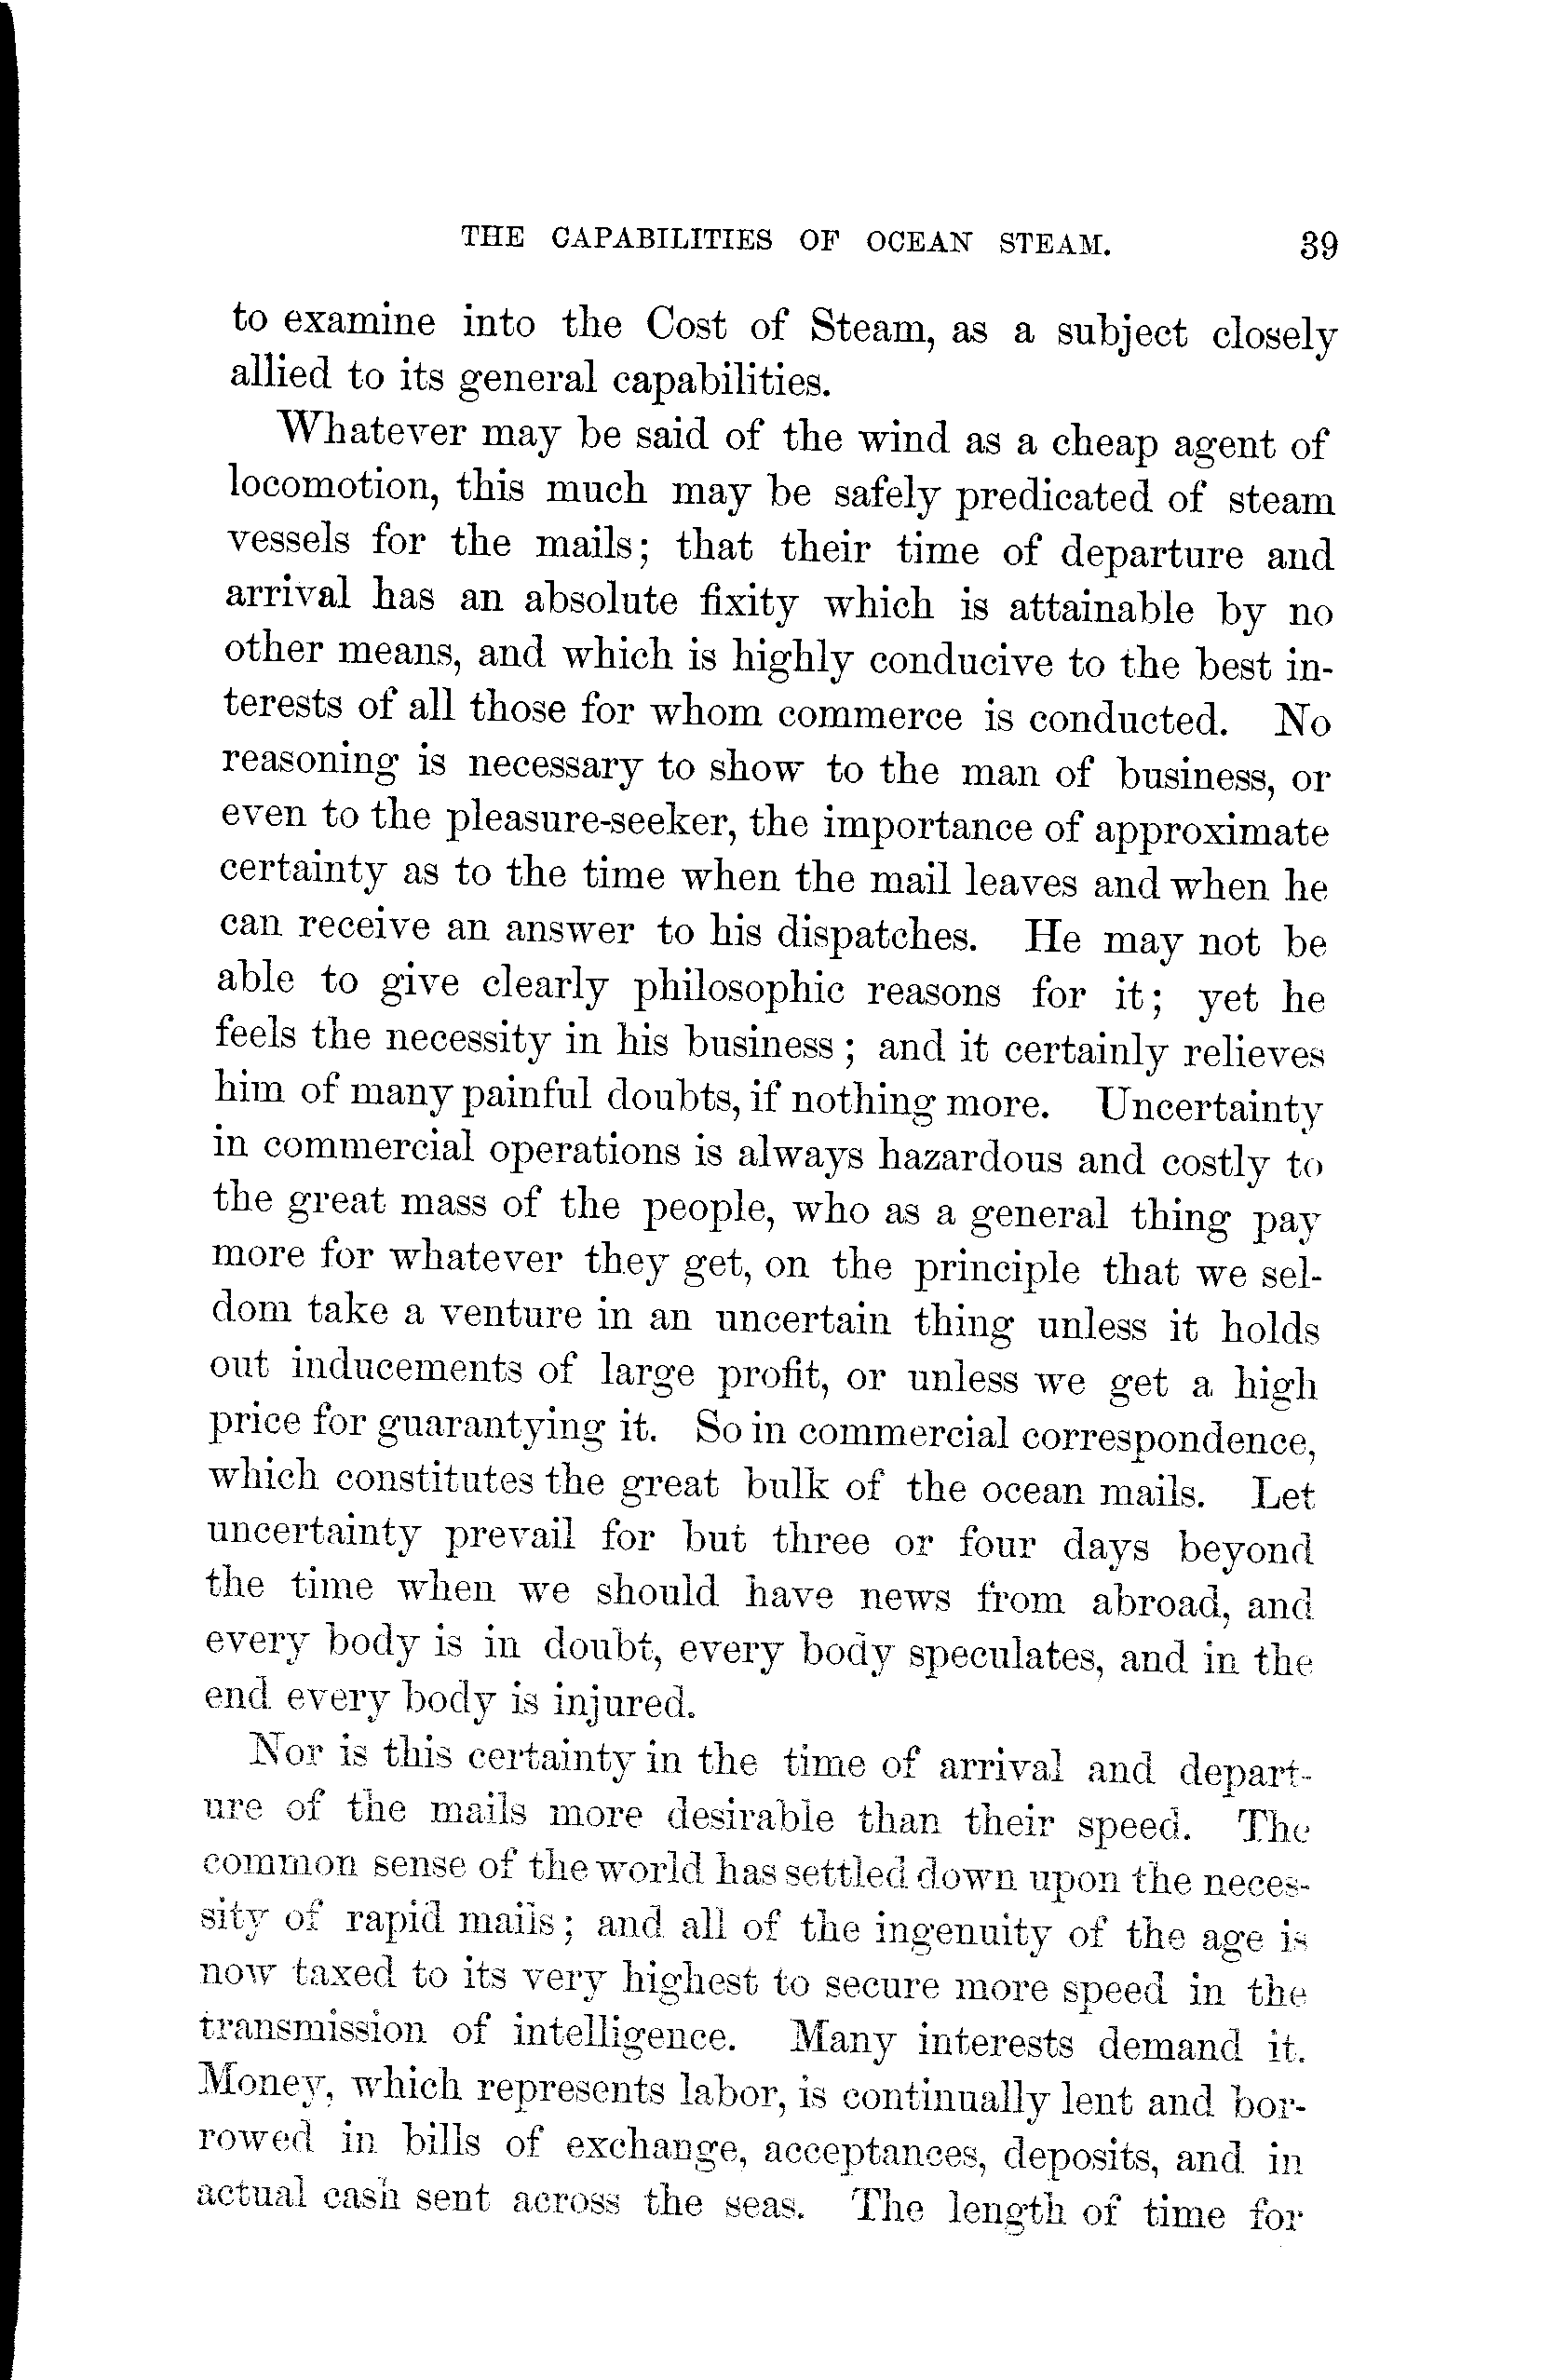 THE CAPABILITIES OF OCEAN STEAM. 39
to examine into the Cost of Steam, as a subject closely
allied to its general capabilities.
Whatever may be said of the wind as a cheap agent of
locomotion, this much may be safely predicated of steam
vessels for the mails; that their time of departure and
arrival has an absolute fixity which is attainable by no
other means, and which is highly conducive to the best in-
terests of all those for whom commerce is conducted. No
reasoning is necessary to show to the man of business, or
even to the pleasure-seeker, the importance of approximate
certainty as to the time when the mail leaves and when he
can receive an answer to his dispatches. He may not be
able to give clearly philosophic reasons for it; yet he
feels the necessity in his business; and it certainly relieves
him of many painful doubts, if nothing more. Uncertainty
in commercial operations is always hazardous and costly to
the great mass of the people, who as a general thing pay
more for whatever they get, on the principle that we sel-
dom take a venture in an uncertain thing unless it holds
out inducements of large profit, or unless we get a high
price for guarantying it. So in commercial correspondence,
which constitutes the great bulk of the ocean mails. Let
uncertainty prevail for but three or four days beyond
the time when we should have news from abroad, and
every body is in doubt, every body speculates, and in the
end every body is injured.
Nor is this certainty in the time of arrival and depart-
ure of the mails more desirable than their speed. The
common sense of the world has settled down upon the neces-
sity of rapid mails; and all of the ingenuity of the age is
now taxed to its very highest to secure more speed in the
transmission of intelligence. Many interests demand it.
Money, which represents labor, is continually lent and bor-
rowed in bills of exchange, acceptances, deposits, and in
actual cash sent across the seas. The length of time for